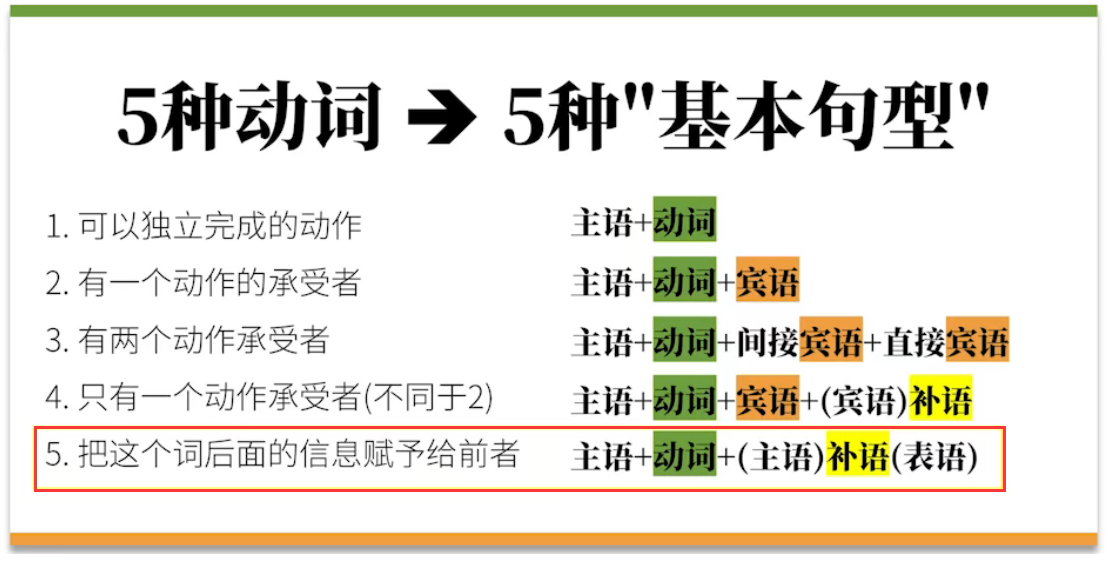 5种动词 → 5种"基本句型"
1. 可以独立完成的动作 主语+动词
2. 有一个动作的承受者 主语+动词+宾语
3. 有两个动作承受者 主语+动词+间接宾语+直接宾语
4. 只有一个动作承受者(不同于2) 主语+动词+宾语+(宾语)补语
5. 把这个词后面的信息赋予给前者 主语+动词+(主语)补语(表语)